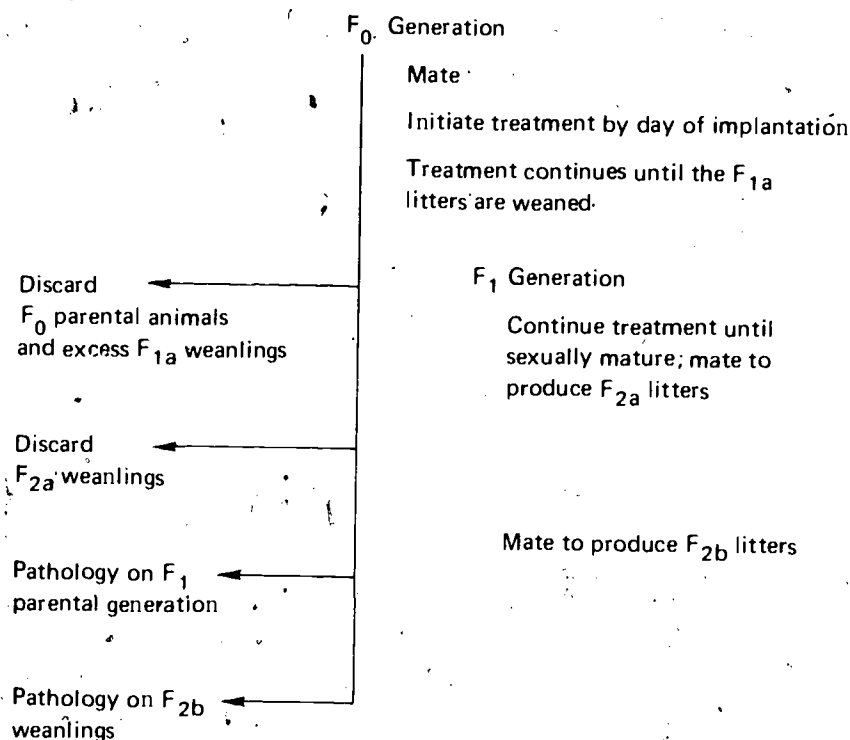 F₀ Generation
Mate
Initiate treatment by day of implantation
Treatment continues until the F₁ₐ
litters are weaned
Discard
F₀ parental animals
and excess F₁ₐ weanlings
F₁ Generation
Continue treatment until
sexually mature; mate to
produce F₂ₐ litters
Discard
F₂ₐ weanlings
Mate to produce F₂b litters
Pathology on F₁
parental generation
Pathology on F₂b
weanlings